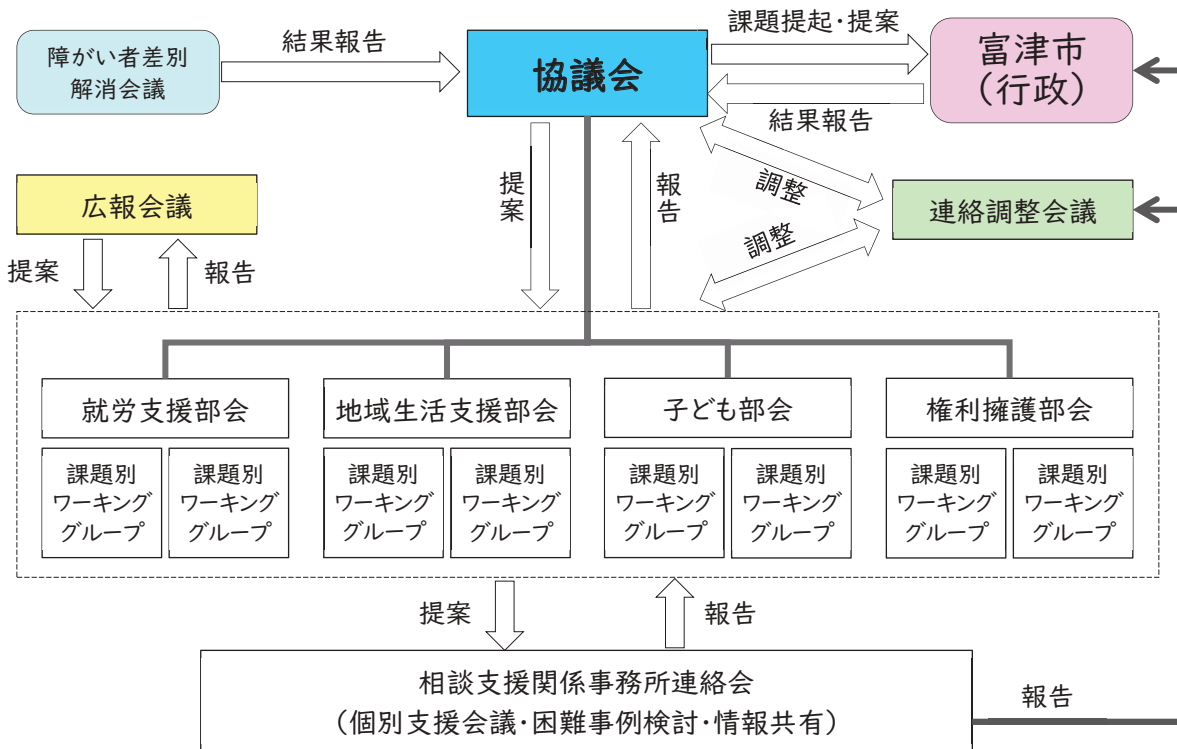 障がい者差別
解消会議
結果報告
協議会
課題提起・提案
富津市
（行政）
結果報告
広報会議
提案
報告
提案
報告
調整
調整
連絡調整会議
就労支援部会
地域生活支援部会
子ども部会
権利擁護部会
課題別
ワーキング
グループ
課題別
ワーキング
グループ
課題別
ワーキング
グループ
課題別
ワーキング
グループ
課題別
ワーキング
グループ
課題別
ワーキング
グループ
課題別
ワーキング
グループ
課題別
ワーキング
グループ
提案
報告
相談支援関係事務所連絡会
（個別支援会議・困難事例検討・情報共有）
報告